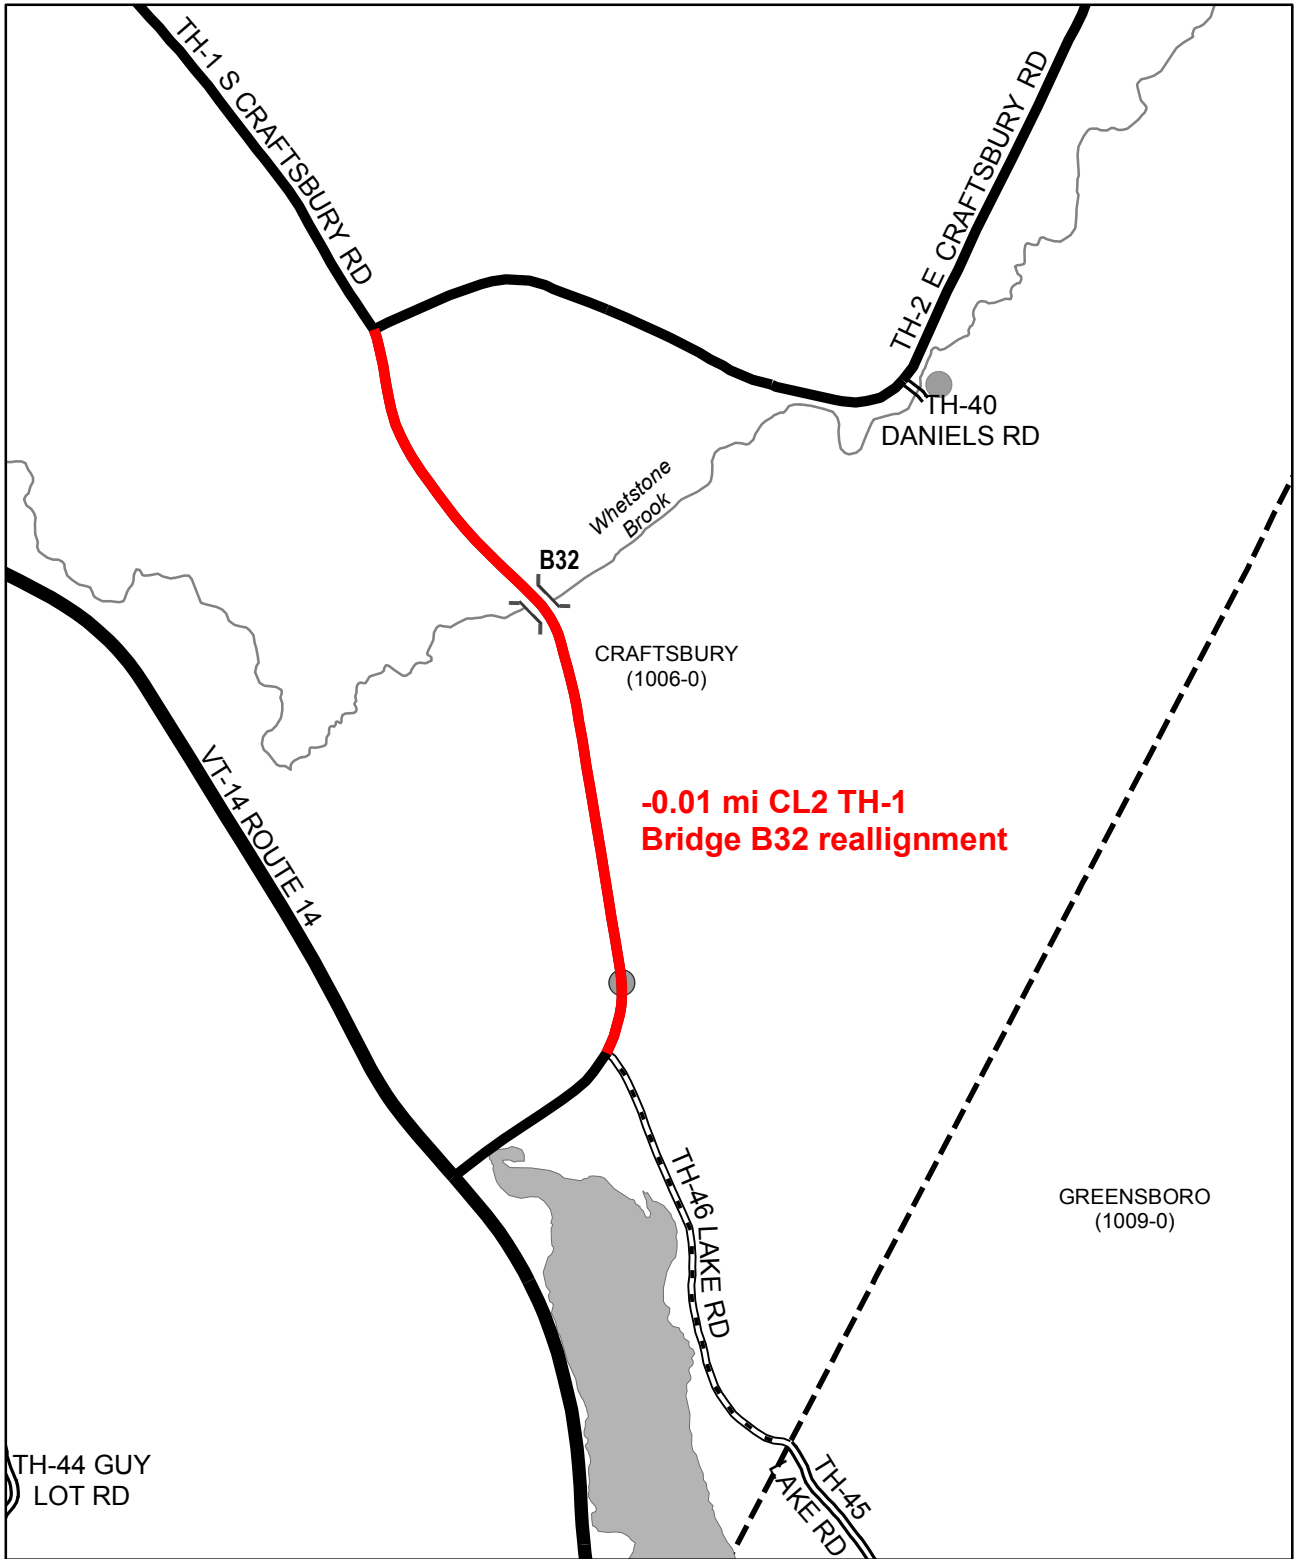 TH-1 S CRAFTSBURY RD
TH-2 E CRAFTSBURY RD
TH-40
DANIELS RD
Whetstone
Brook
B32
CRAFTSBURY
(1006-0)
VT-14 ROUTE 14
-0.01 mi CL2 TH-1
Bridge B32 reallignment
TH-46 LAKE RD
GREENSBORO
(1009-0)
TH-44 GUY
LOT RD
TH-45
LAKE RD